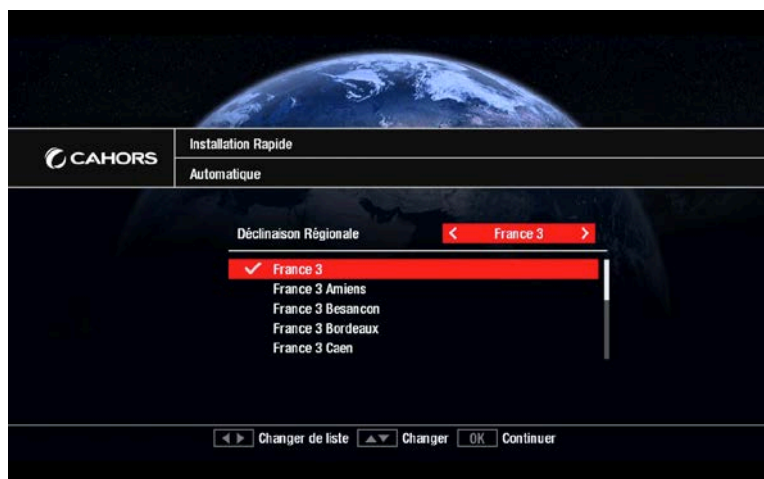 CAHORS
Installation Rapide
Automatique
Déclinaison Régionale < France 3 >
✓ France 3
France 3 Amiens
France 3 Besancon
France 3 Bordeaux
France 3 Caen
◀ ▶ Changer de liste ▲▼ Changer OK Continuer